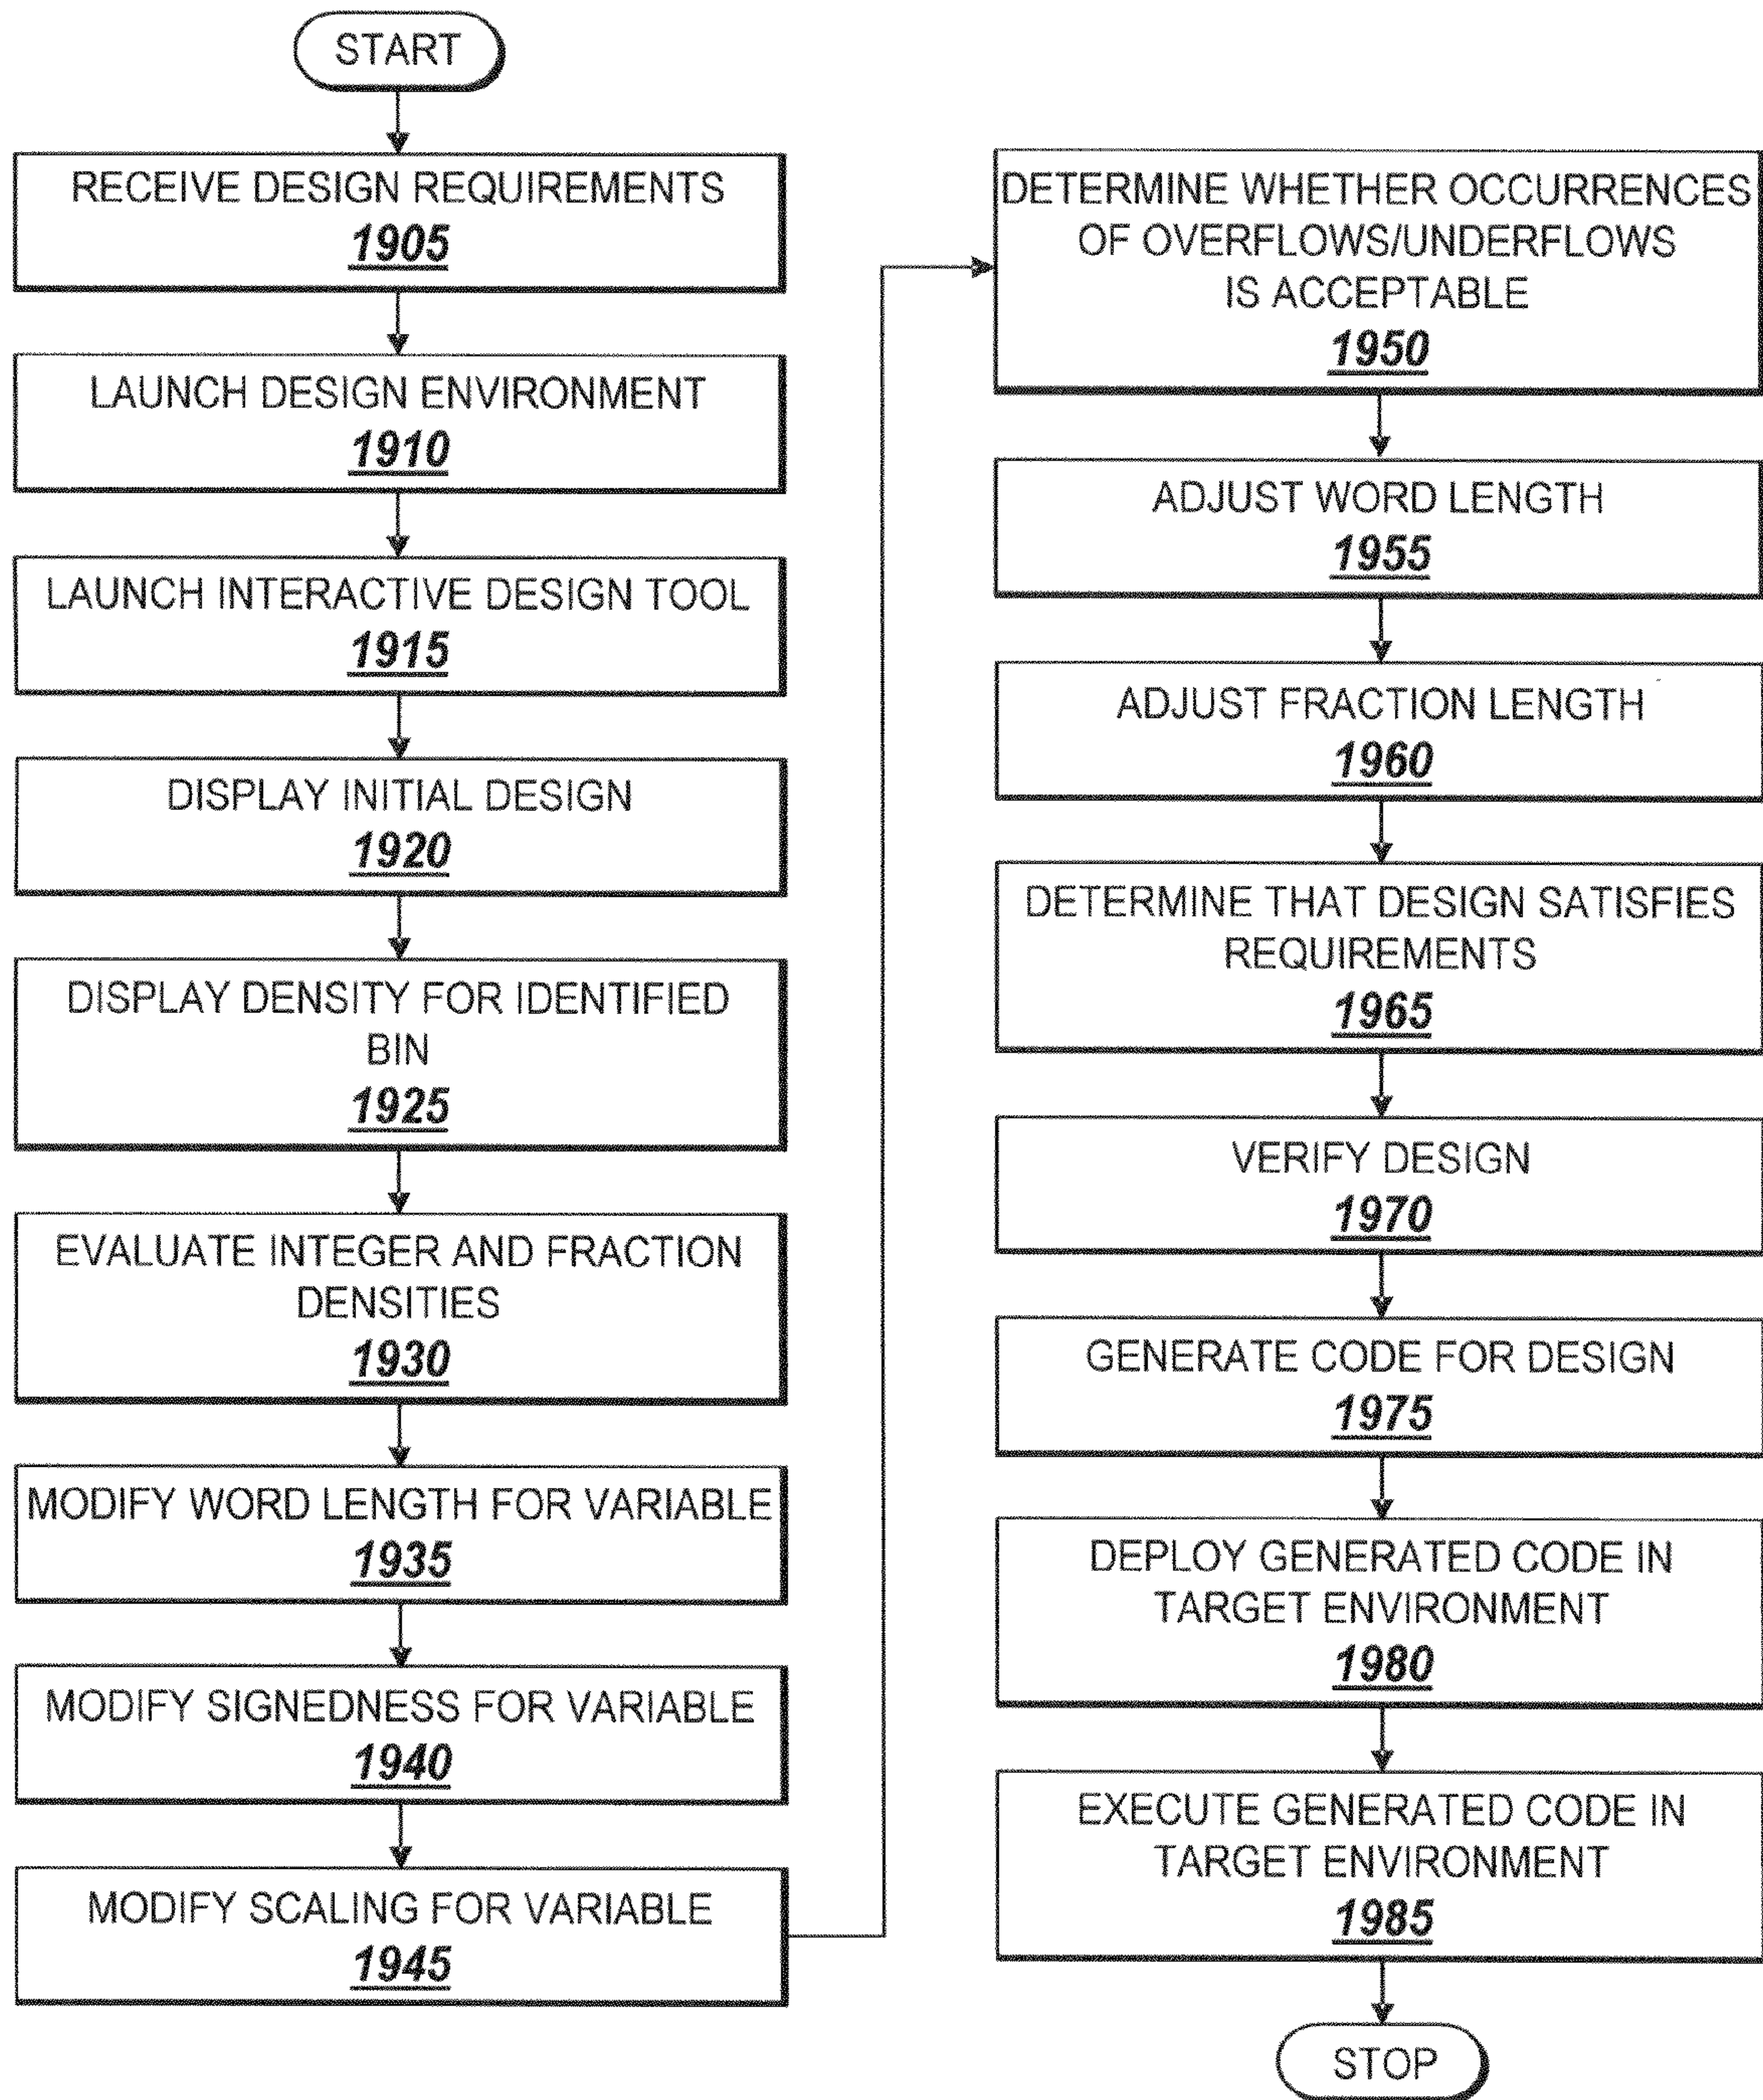 START
RECEIVE DESIGN REQUIREMENTS
1905
LAUNCH DESIGN ENVIRONMENT
1910
LAUNCH INTERACTIVE DESIGN TOOL
1915
DISPLAY INITIAL DESIGN
1920
DISPLAY DENSITY FOR IDENTIFIED
BIN
1925
EVALUATE INTEGER AND FRACTION
DENSITIES
1930
MODIFY WORD LENGTH FOR VARIABLE
1935
MODIFY SIGNEDNESS FOR VARIABLE
1940
MODIFY SCALING FOR VARIABLE
1945
DETERMINE WHETHER OCCURRENCES
OF OVERFLOWS/UNDERFLOWS
IS ACCEPTABLE
1950
ADJUST WORD LENGTH
1955
ADJUST FRACTION LENGTH
1960
DETERMINE THAT DESIGN SATISFIES
REQUIREMENTS
1965
VERIFY DESIGN
1970
GENERATE CODE FOR DESIGN
1975
DEPLOY GENERATED CODE IN
TARGET ENVIRONMENT
1980
EXECUTE GENERATED CODE IN
TARGET ENVIRONMENT
1985
STOP